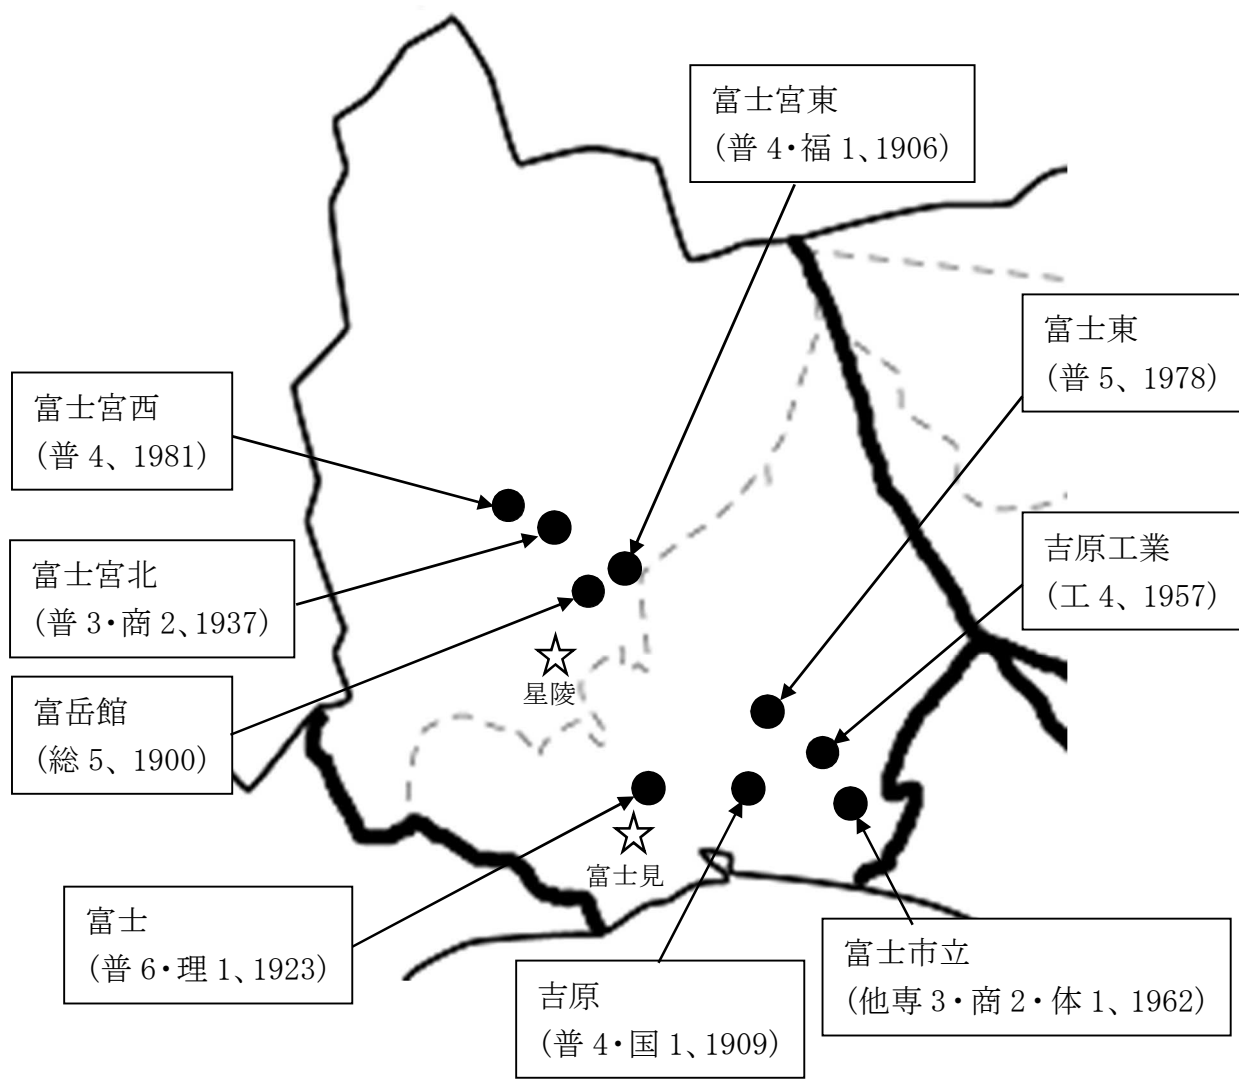 富士宮東
(普 4・福 1、1906)
富士東
(普 5、1978)
富士宮西
(普 4、1981)
吉原工業
(工 4、1957)
富士宮北
(普 3・商 2、1937)
富岳館
(総 5、1900)
星陵
富士見
富士
(普 6・理 1、1923)
吉原
(普 4・国 1、1909)
富士市立
(他専 3・商 2・体 1、1962)